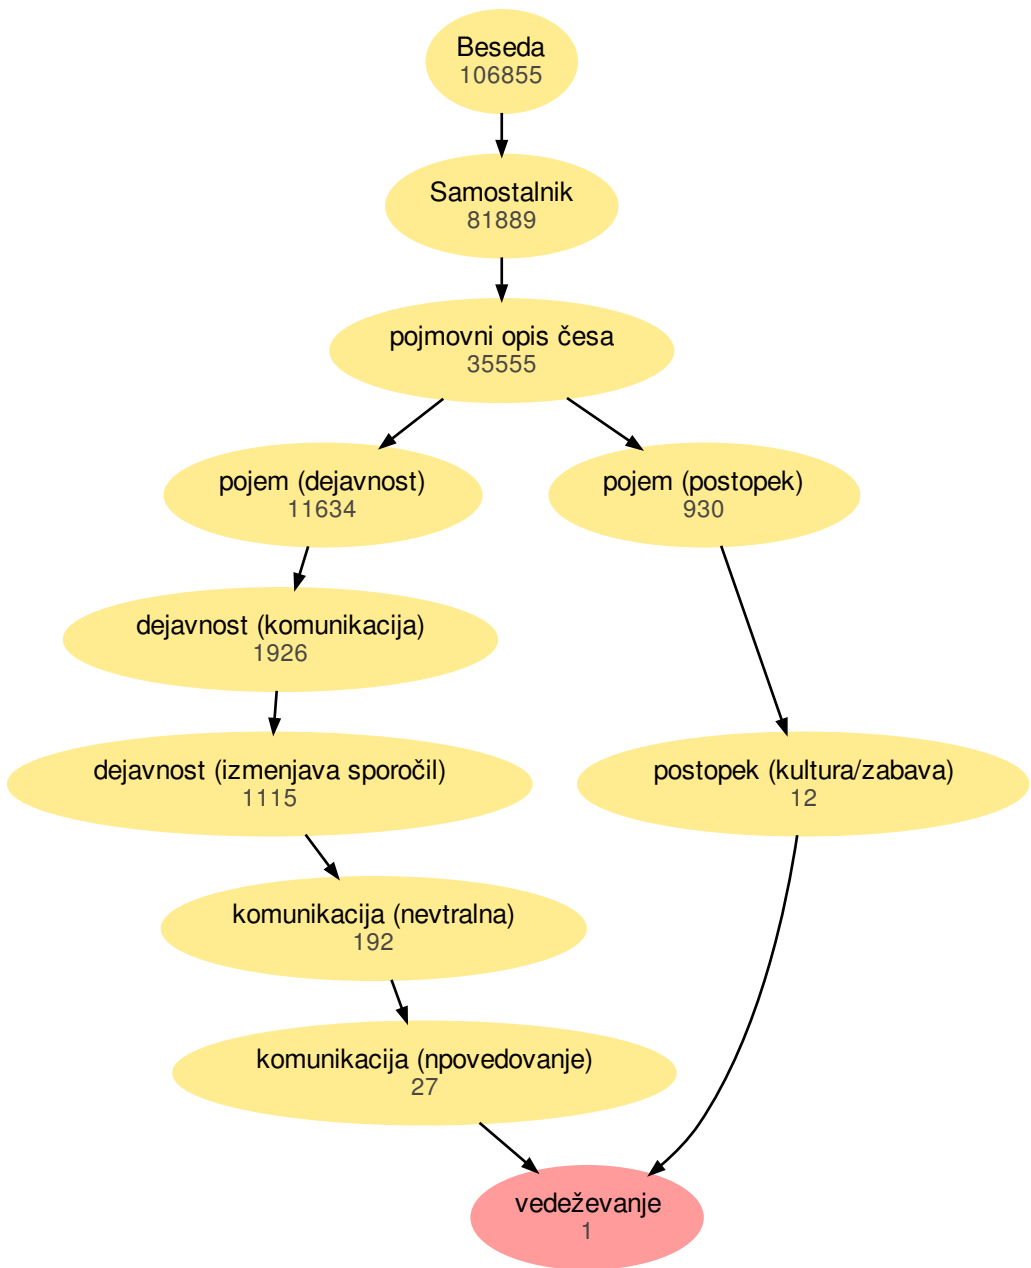 Beseda
106855
Samostalnik
81889
pojmovni opis česa
35555
pojem (dejavnost)
11634
pojem (postopek)
930
dejavnost (komunikacija)
1926
dejavnost (izmenjava sporočil)
1115
postopek (kultura/zabava)
12
komunikacija (nevtralna)
192
komunikacija (npovedovanje)
27
vedeževanje
1